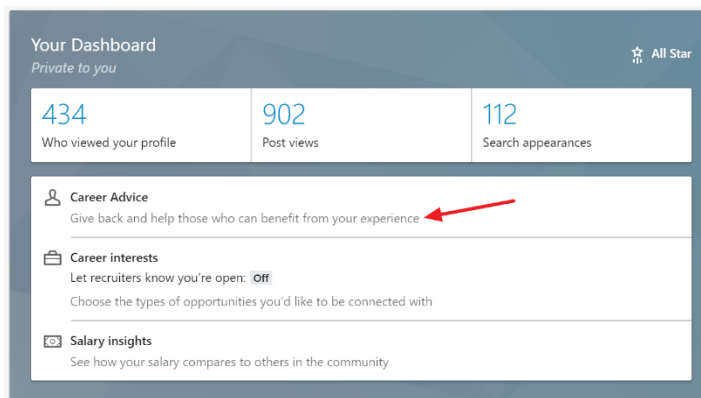 Your Dashboard
Private to you
All Star
434
902
112
Who viewed your profile
Post views
Search appearances
Career Advice
Give back and help those who can benefit from your experience
Career interests
Let recruiters know you're open: Off
Choose the types of opportunities you'd like to be connected with
Salary insights
See how your salary compares to others in the community